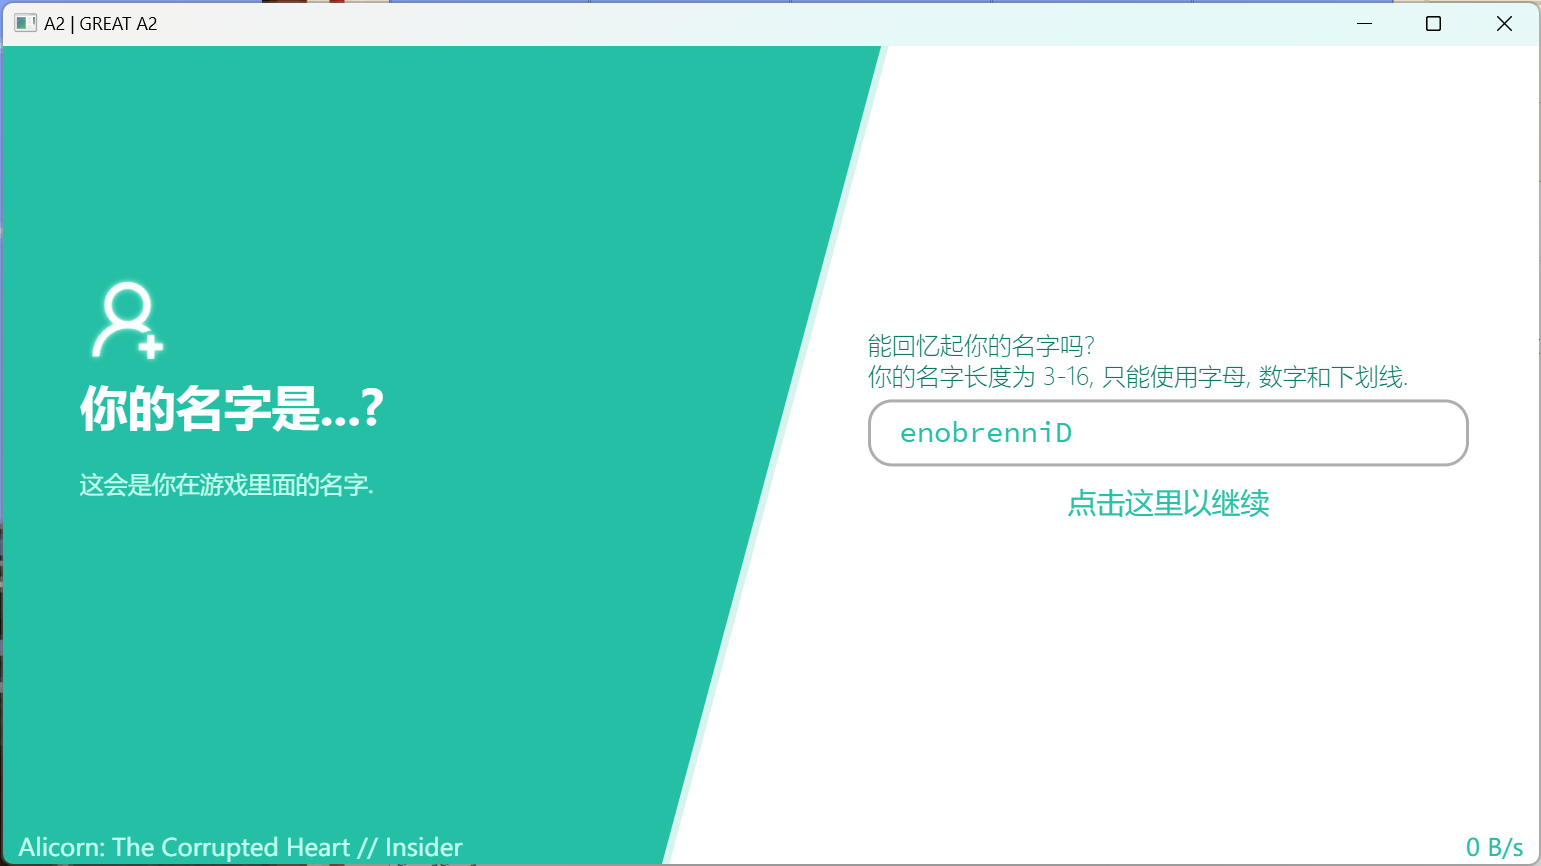 A2 | GREAT A2
你的名字是...?
这会是你在游戏里面的名字.
能回忆起你的名字吗?
你的名字长度为 3-16, 只能使用字母, 数字和下划线.
enobrenniD
点击这里以继续
Alicorn: The Corrupted Heart // Insider
0 B/s